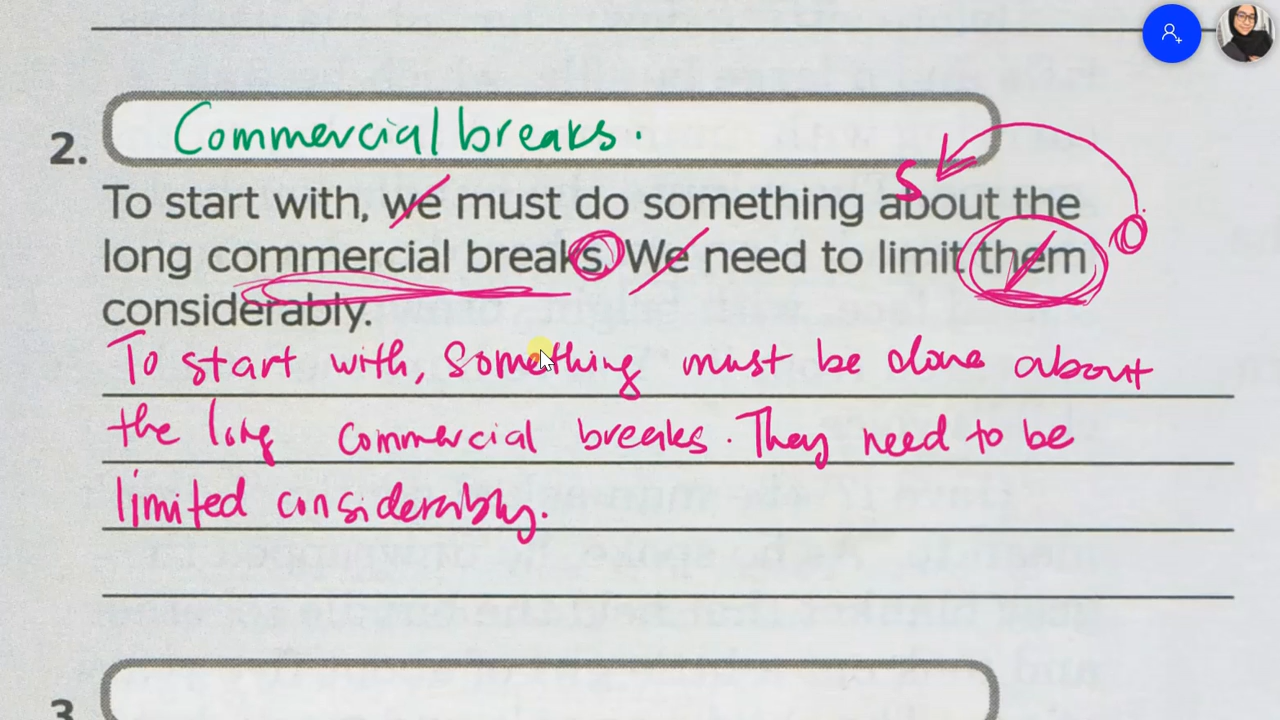 Commercial breaks.
2.
S
To start with, we must do something about the
long commercial breaks. We need to limit them
considerably.
O
To start with, something must be done about
the long commercial breaks. They need to be
limited considerably.
3.